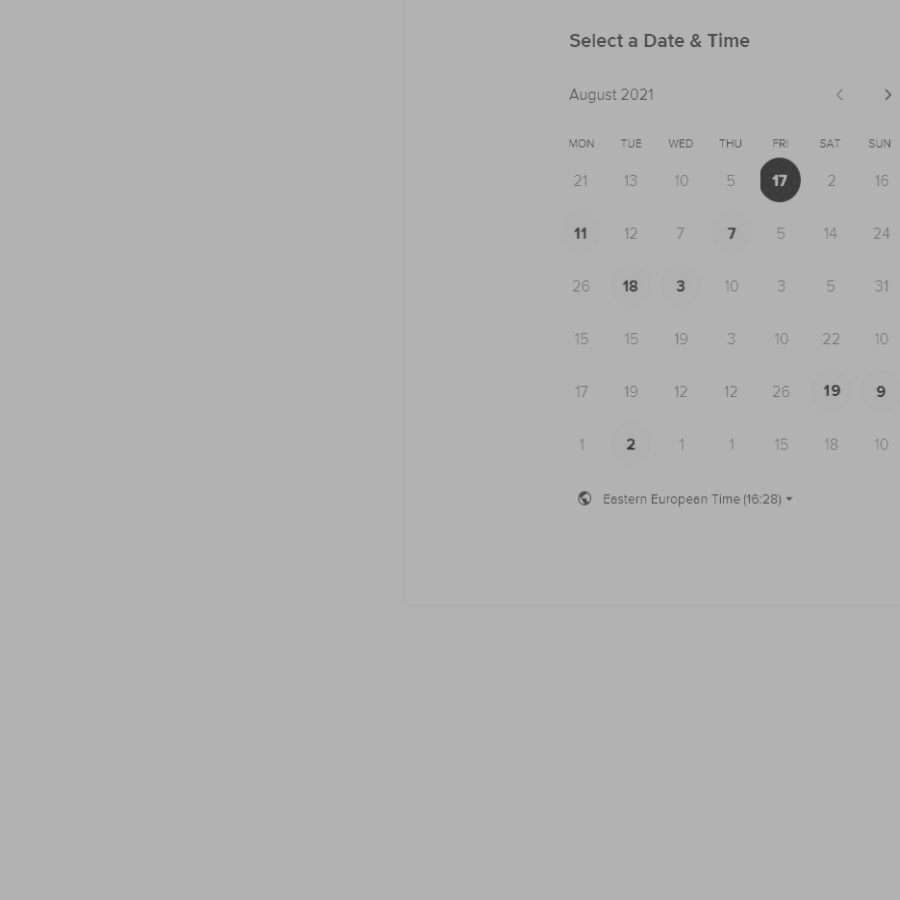 Select a Date & Time
August 2021
MON TUE WED THU FRI SAT SUN
21 13 10 5 17 2 16
11 12 7 7 5 14 24
26 18 3 10 3 5 31
15 15 19 3 10 22 10
17 19 12 12 26 19 9
1 2 1 1 15 18 10
Eastern European Time (16:28)